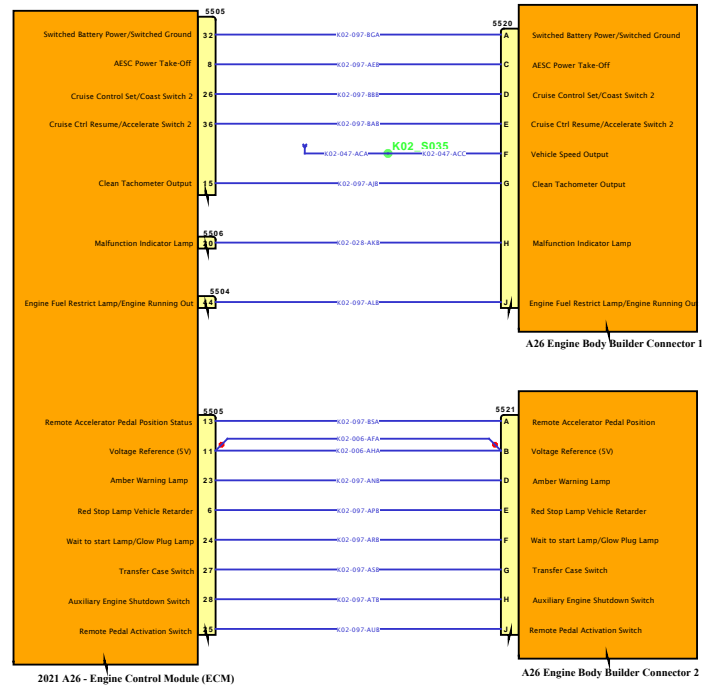 5505
5520
Switched Battery Power/Switched Ground 32 K02-097-BGA A Switched Battery Power/Switched Ground
AESC Power Take-Off 8 K02-097-AEB C AESC Power Take-Off
Cruise Control Set/Coast Switch 2 26 K02-097-BBB D Cruise Control Set/Coast Switch 2
Cruise Ctrl Resume/Accelerate Switch 2 36 K02-097-BAB E Cruise Ctrl Resume/Accelerate Switch 2
K02_S035
K02-047-ACA K02-047-ACC F Vehicle Speed Output
Clean Tachometer Output 15 K02-097-AJB G Clean Tachometer Output
5506
Malfunction Indicator Lamp K02-028-AKB H Malfunction Indicator Lamp
5504
Engine Fuel Restrict Lamp/Engine Running Out K02-097-ALB J Engine Fuel Restrict Lamp/Engine Running Ou
A26 Engine Body Builder Connector 1
5505
5521
Remote Accelerator Pedal Position Status 13 K02-097-BSA A Remote Accelerator Pedal Position
K02-006-AFA
Voltage Reference (5V) 11 K02-006-AHA B Voltage Reference (5V)
Amber Warning Lamp 23 K02-097-ANB D Amber Warning Lamp
Red Stop Lamp Vehicle Retarder 6 K02-097-APB E Red Stop Lamp Vehicle Retarder
Wait to start Lamp/Glow Plug Lamp 24 K02-097-ARB F Wait to start Lamp/Glow Plug Lamp
Transfer Case Switch 27 K02-097-ASB G Transfer Case Switch
Auxiliary Engine Shutdown Switch 28 K02-097-ATB H Auxiliary Engine Shutdown Switch
Remote Pedal Activation Switch K02-097-AUB J Remote Pedal Activation Switch
2021 A26 - Engine Control Module (ECM)
A26 Engine Body Builder Connector 2